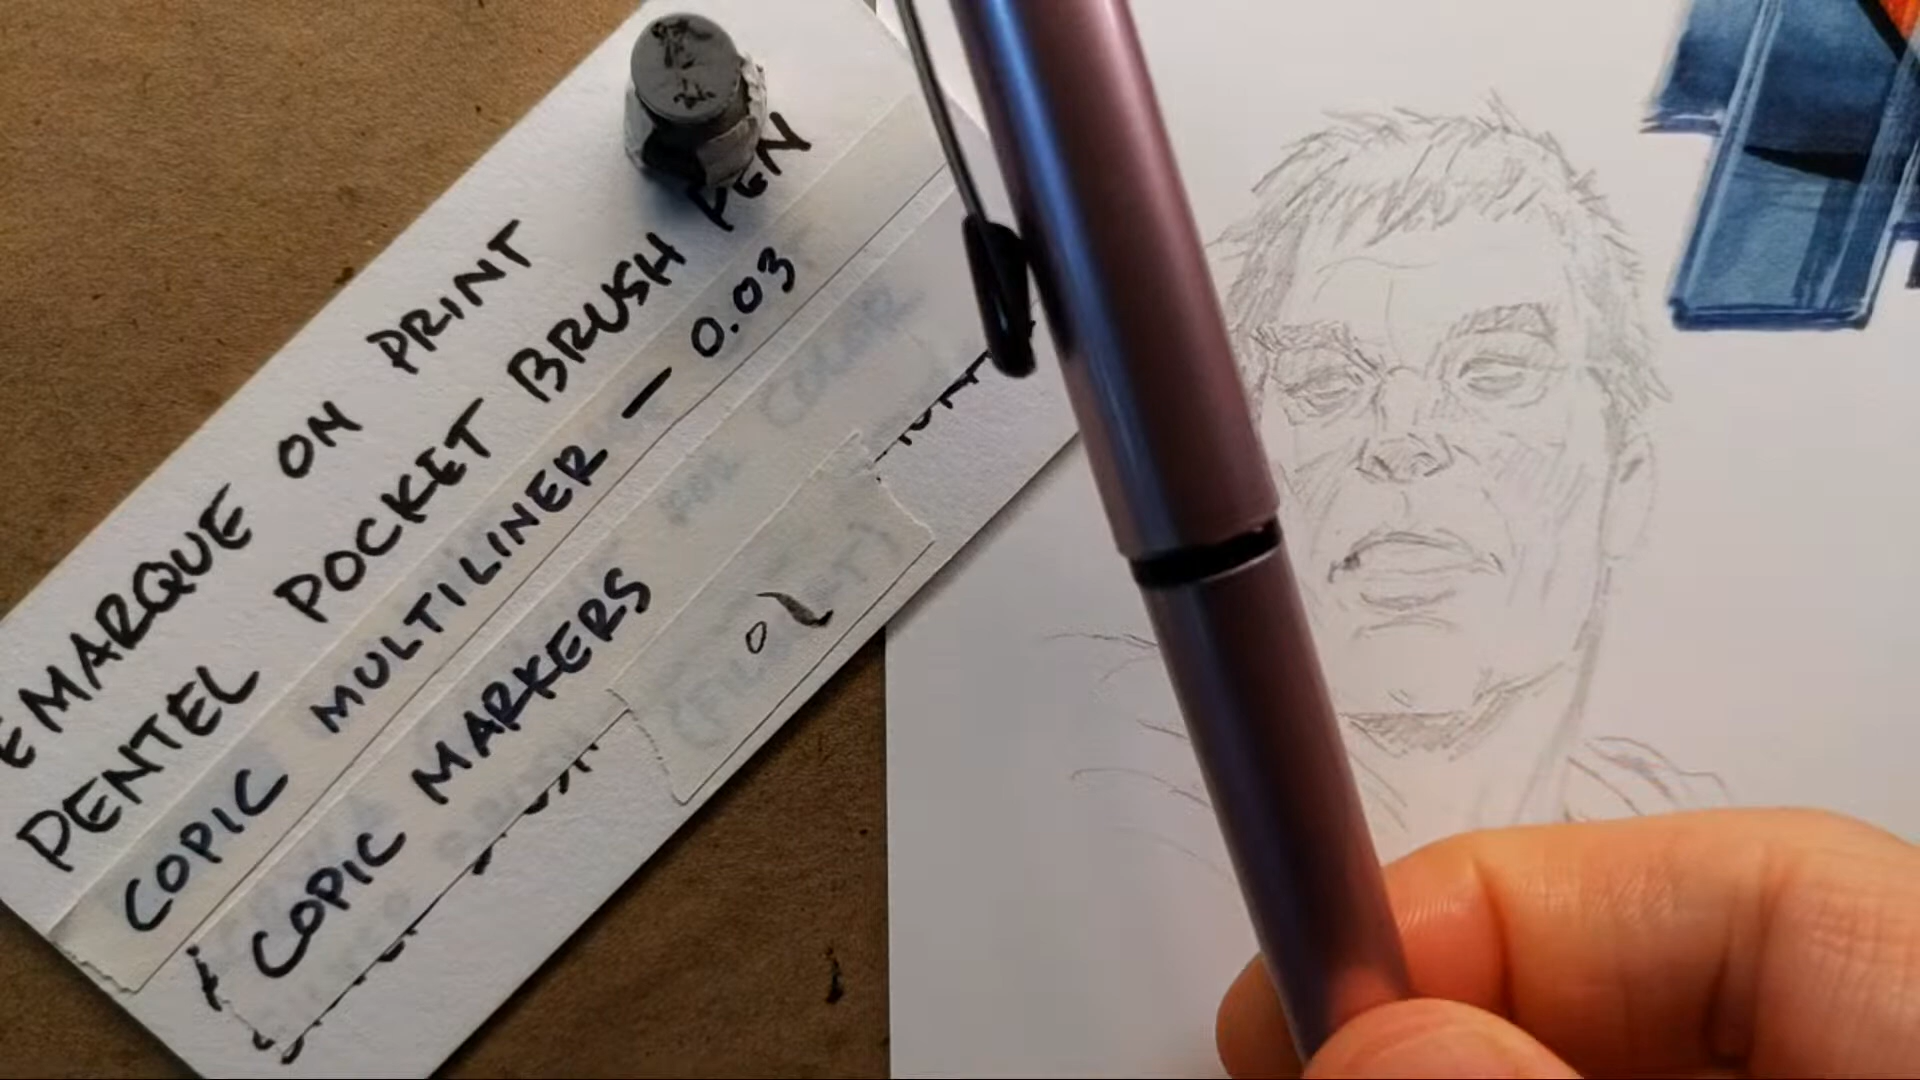 EMARQUE ON PRINT
PENTEL POCKET BRUSH PEN
COPIC MULTILINER - 0.03
COPIC MARKERS